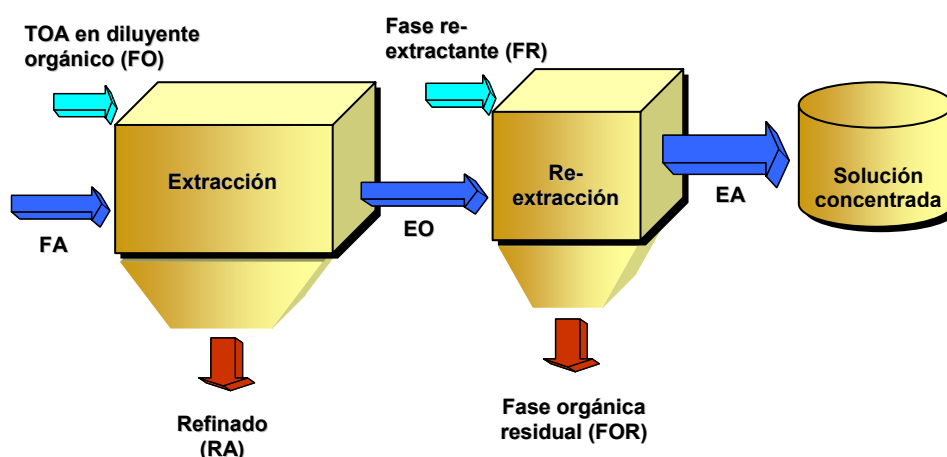 TOA en diluyente
orgánico (FO)
Fase re-
extractante (FR)
Extracción
Re-
extracción
Solución
concentrada
FA
EO
EA
Refinado
(RA)
Fase orgánica
residual (FOR)